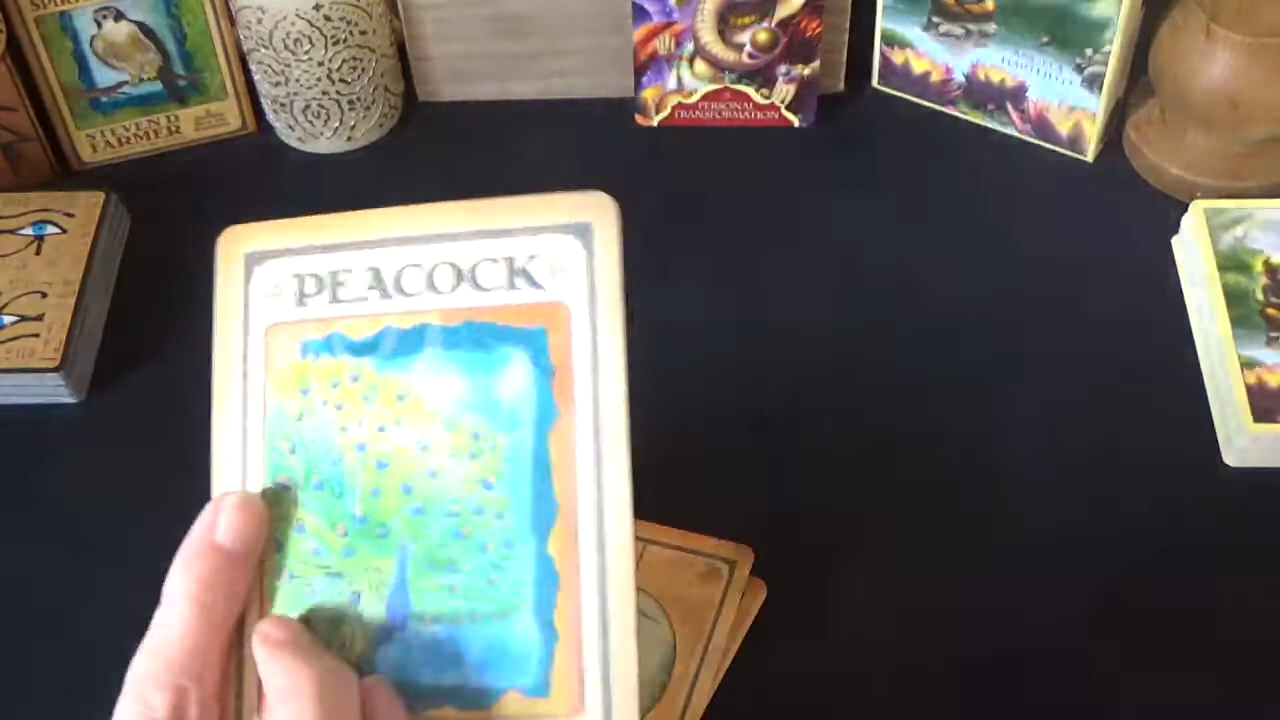 STEVEN D
FARMER
PERSONAL
TRANSFORMATION
PEACOCK